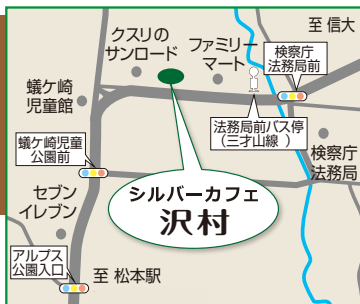 至 信大
クスリの
サンロード
ファミリー
マート
検察庁
法務局前
蟻ケ崎
児童館
法務局前バス停
(三才山線 )
蟻ケ崎児童
公園前
検察庁
法務局
シルバーカフェ
沢村
セブン
イレブン
アルプス
公園入口
至 松本駅